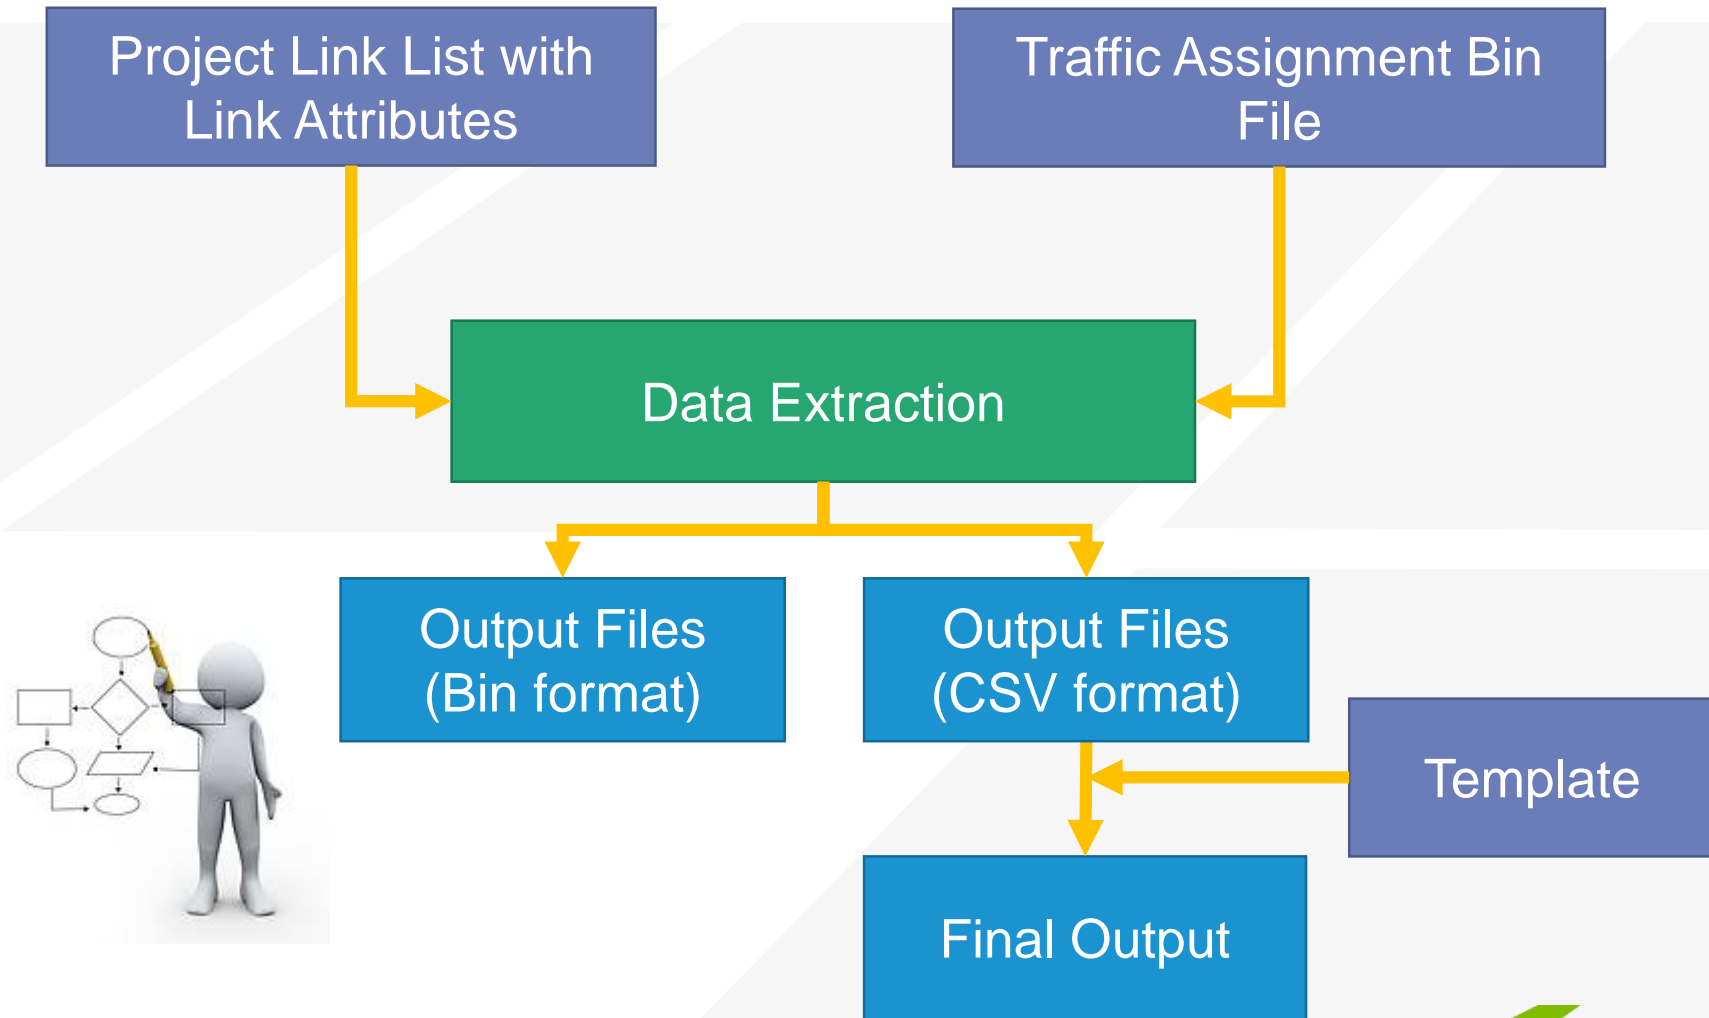 Project Link List with
Link Attributes
Traffic Assignment Bin
File
Data Extraction
Output Files
(Bin format)
Output Files
(CSV format)
Template
Final Output